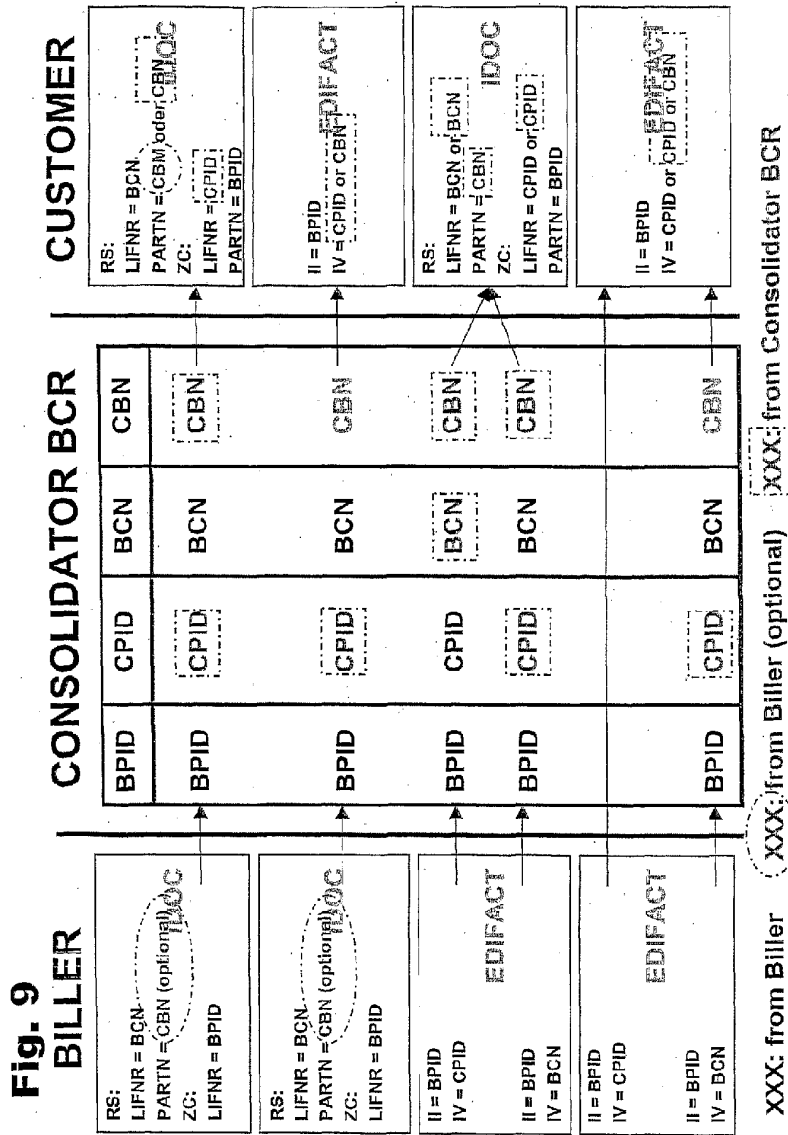 Fig. 9
BILLER
RS:
LIFNR = BCN
PARTN = CBN (optional)
ZC:
LIFNR = BPID
IDOC
RS:
LIFNR = BCN
PARTN = CBN (optional)
ZC:
LIFNR = BPID
IDOC
II = BPID
IV = CPID
EDIFACT
II = BPID
IV = BCN
II = BPID
IV = CPID
EDIFACT
II = BPID
IV = BCN
CONSOLIDATOR BCR
BPID CPID BCN CBN
BPID CPID BCN CBN
BPID CPID BCN CBN
BPID CPID BCN CBN
BPID CPID BCN CBN
BPID CPID BCN CBN
CUSTOMER
RS:
LIFNR = BCN
PARTN = CBM oder CBN
ZC:
LIFNR = CPID
PARTN = BPID
IDOC
II = BPID
IV = CPID or CBN
EDIFACT
RS:
LIFNR = BCN or BCN
PARTN = CBN
ZC:
LIFNR = CPID or CPID
PARTN = BPID
IDOC
II = BPID
IV = CPID or CPID or CBN
EDIFACT
XXX: from Biller XXX: from Biller (optional) XXX: from Consolidator BCR